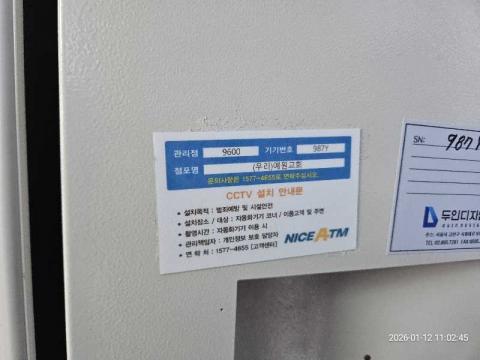 관리점 9600 기기번호 987Y
점포명 (우리)예원교회
문의사항은 1577-4655로 연락주십시오.
CCTV 설치 안내문
• 설치목적 : 범죄예방 및 시설안전
• 설치장소 / 대상 : 자동화기기 코너 / 이용고객 및 주변
• 촬영시간 : 자동화기기 이용 시
• 관리책임자 : 개인정보 보호 담당자
• 연 락 처 : 1577-4655 [고객센터]
NICE ATM
SN: 987
두인디지
TEL 02.
2026-01-12 11:02:45